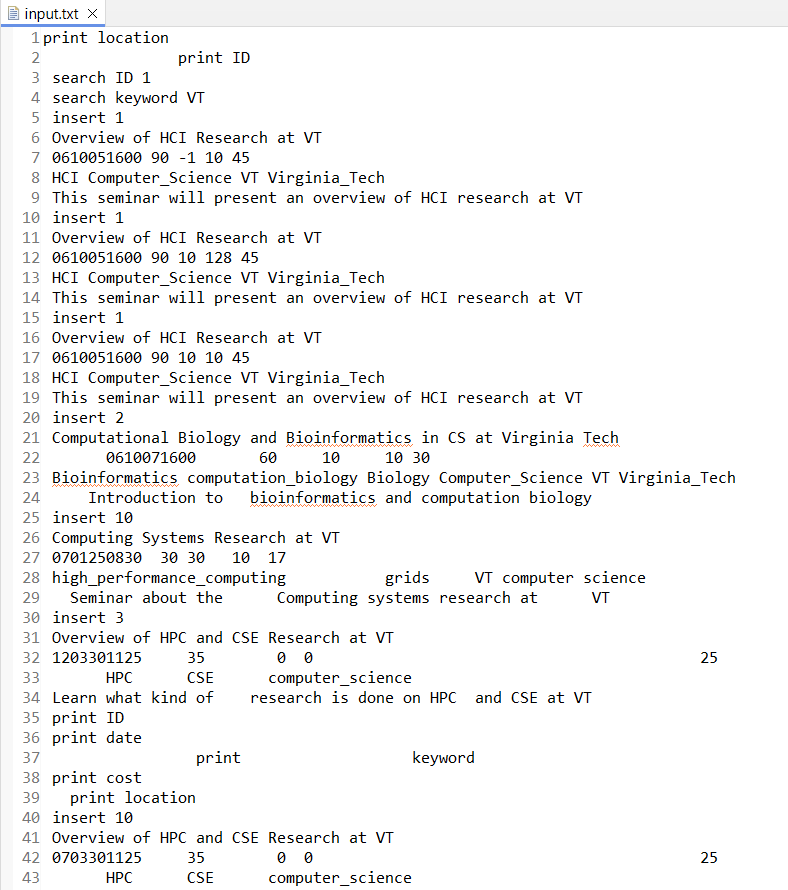 input.txt
1 print location
2                print ID
3 search ID 1
4 search keyword VT
5 insert 1
6 Overview of HCI Research at VT
7 0610051600 90 -1 10 45
8 HCI Computer_Science VT Virginia_Tech
9 This seminar will present an overview of HCI research at VT
10 insert 1
11 Overview of HCI Research at VT
12 0610051600 90 10 128 45
13 HCI Computer_Science VT Virginia_Tech
14 This seminar will present an overview of HCI research at VT
15 insert 1
16 Overview of HCI Research at VT
17 0610051600 90 10 10 45
18 HCI Computer_Science VT Virginia_Tech
19 This seminar will present an overview of HCI research at VT
20 insert 2
21 Computational Biology and Bioinformatics in CS at Virginia Tech
22       0610071600       60     10     10 30
23 Bioinformatics computation_biology Biology Computer_Science VT Virginia_Tech
24     Introduction to   bioinformatics and computation biology
25 insert 10
26 Computing Systems Research at VT
27 0701250830  30 30   10  17
28 high_performance_computing           grids     VT computer science
29   Seminar about the      Computing systems research at      VT
30 insert 3
31 Overview of HPC and CSE Research at VT
32 1203301125     35        0  0                                           25
33       HPC      CSE      computer_science
34 Learn what kind of    research is done on HPC  and CSE at VT
35 print ID
36 print date
37                 print                   keyword
38 print cost
39   print location
40 insert 10
41 Overview of HPC and CSE Research at VT
42 0703301125     35        0  0                                           25
43       HPC      CSE      computer_science